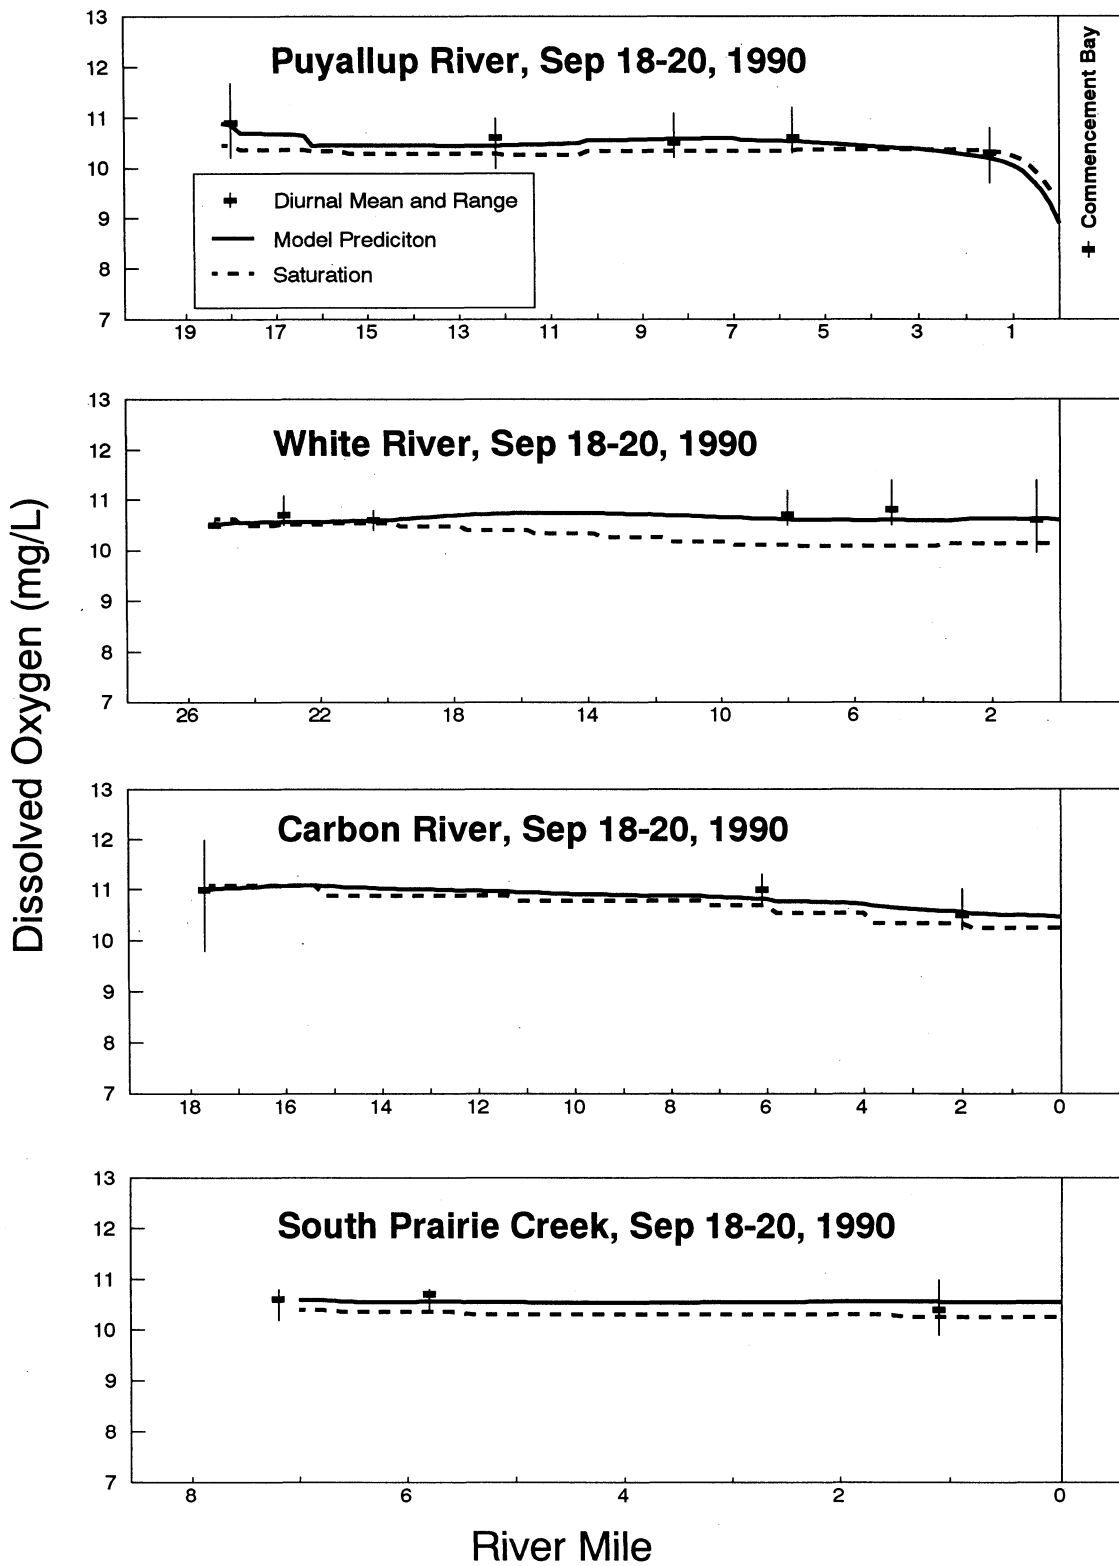 13
12
11
10
9
8
7
Puyallup River, Sep 18-20, 1990
Diurnal Mean and Range
Model Prediciton
Saturation
Commencement Bay
19 17 15 13 11 9 7 5 3 1
13
12
11
10
9
8
7
White River, Sep 18-20, 1990
26 22 18 14 10 6 2
Dissolved Oxygen (mg/L)
13
12
11
10
9
8
7
Carbon River, Sep 18-20, 1990
18 16 14 12 10 8 6 4 2 0
13
12
11
10
9
8
7
South Prairie Creek, Sep 18-20, 1990
8 6 4 2 0
River Mile